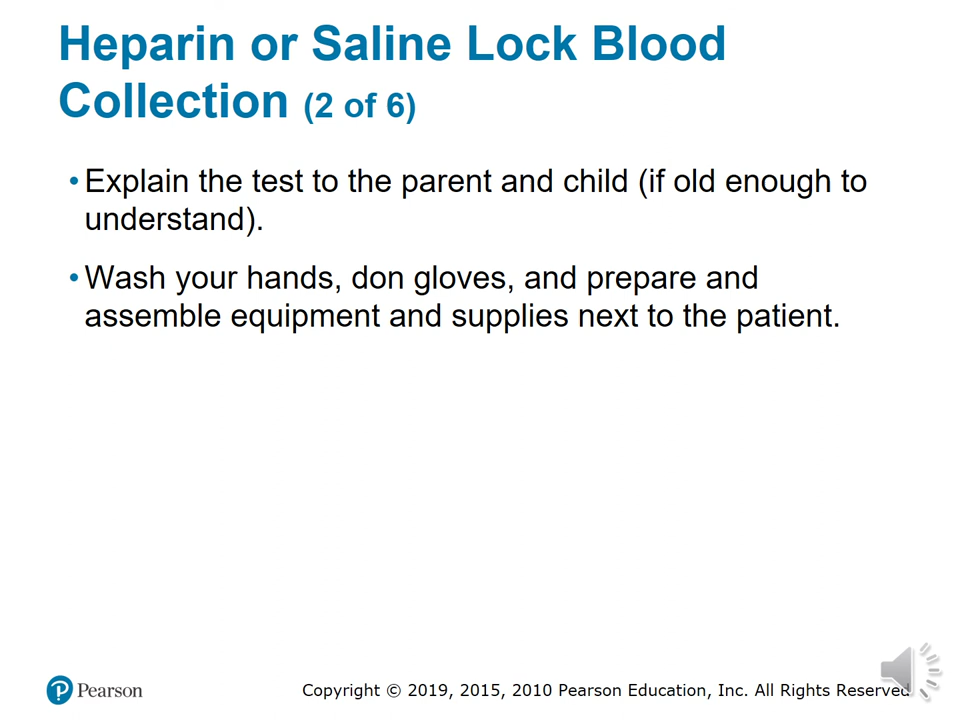 Heparin or Saline Lock Blood
Collection (2 of 6)
• Explain the test to the parent and child (if old enough to
understand).
• Wash your hands, don gloves, and prepare and
assemble equipment and supplies next to the patient.
Pearson
Copyright © 2019, 2015, 2010 Pearson Education, Inc. All Rights Reserved